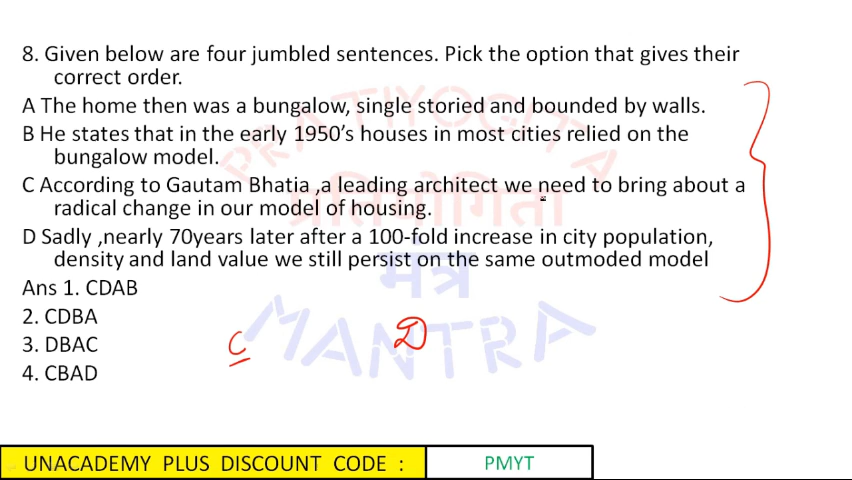 8. Given below are four jumbled sentences. Pick the option that gives their
correct order.
A The home then was a bungalow, single storied and bounded by walls.
B He states that in the early 1950's houses in most cities relied on the
bungalow model.
C According to Gautam Bhatia ,a leading architect we need to bring about a
radical change in our model of housing.
D Sadly ,nearly 70years later after a 100-fold increase in city population,
density and land value we still persist on the same outmoded model
Ans 1. CDAB
2. CDBA
3. DBAC
4. CBAD
C D
PRATIYOGITA
प्रतियोगिता
मंत्र
MANTRA
UNACADEMY PLUS DISCOUNT CODE : PMYT